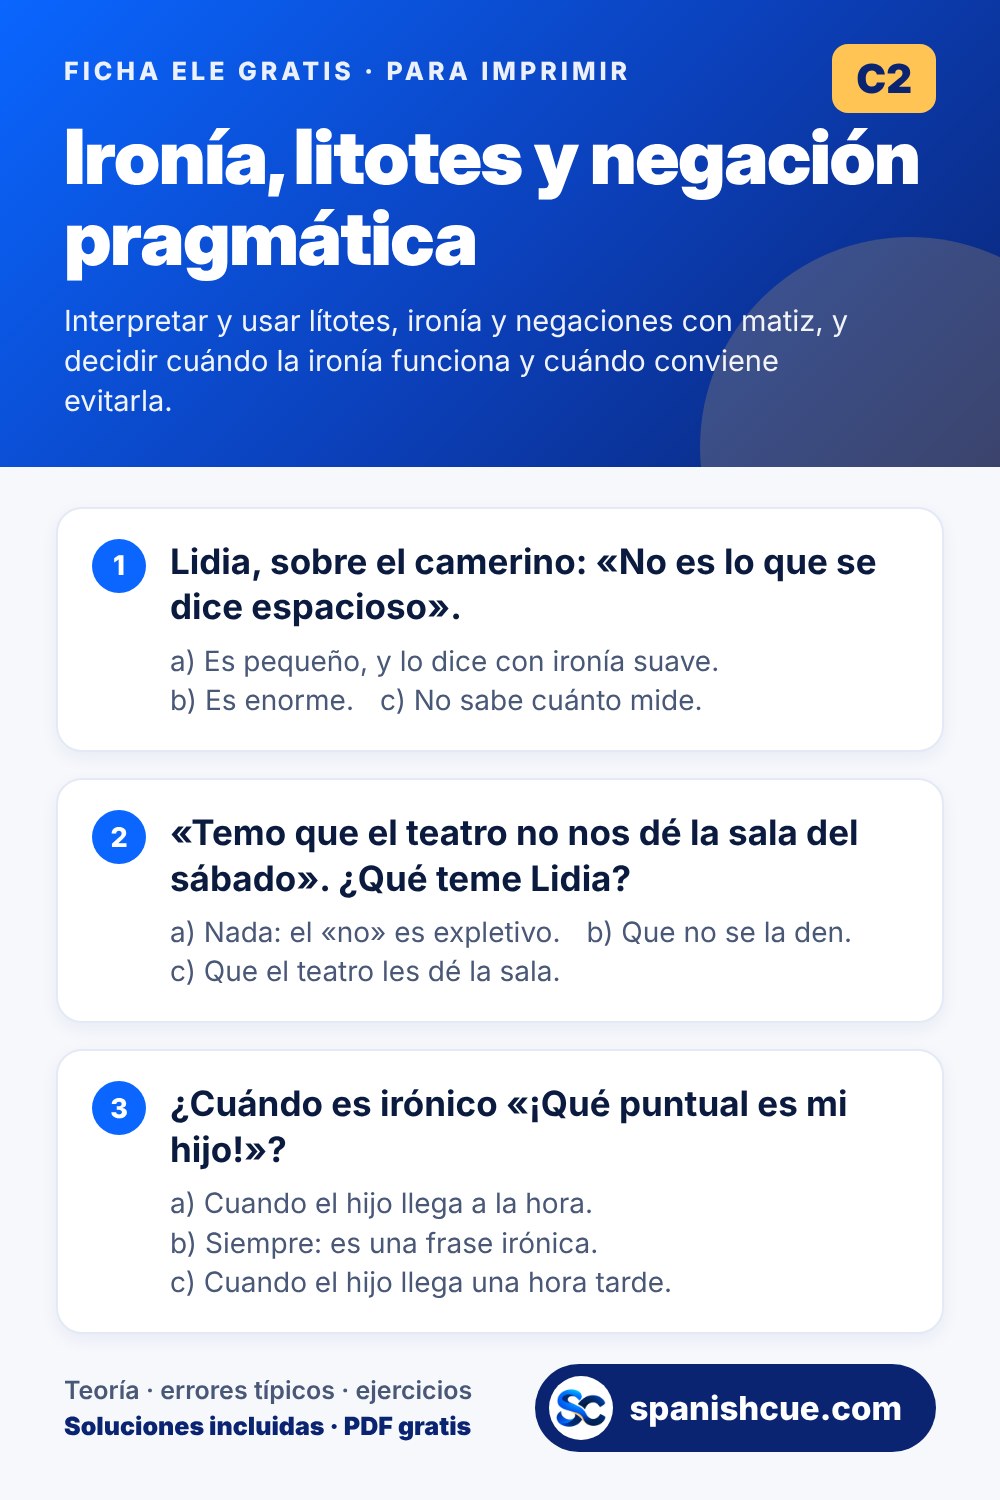 FICHA ELE GRATIS · PARA IMPRIMIR
C2
Ironía, litotes y negación
pragmática
Interpretar y usar lítotes, ironía y negaciones con matiz, y
decidir cuándo la ironía funciona y cuándo conviene
evitarla.
1
Lidia, sobre el camerino: «No es lo que se
dice espacioso».
a) Es pequeño, y lo dice con ironía suave.
b) Es enorme. c) No sabe cuánto mide.
2
«Temo que el teatro no nos dé la sala del
sábado». ¿Qué teme Lidia?
a) Nada: el «no» es expletivo. b) Que no se la den.
c) Que el teatro les dé la sala.
3
¿Cuándo es irónico «¡Qué puntual es mi
hijo!»?
a) Cuando el hijo llega a la hora.
b) Siempre: es una frase irónica.
c) Cuando el hijo llega una hora tarde.
Teoría · errores típicos · ejercicios
Soluciones incluidas · PDF gratis
SC spanishcue.com